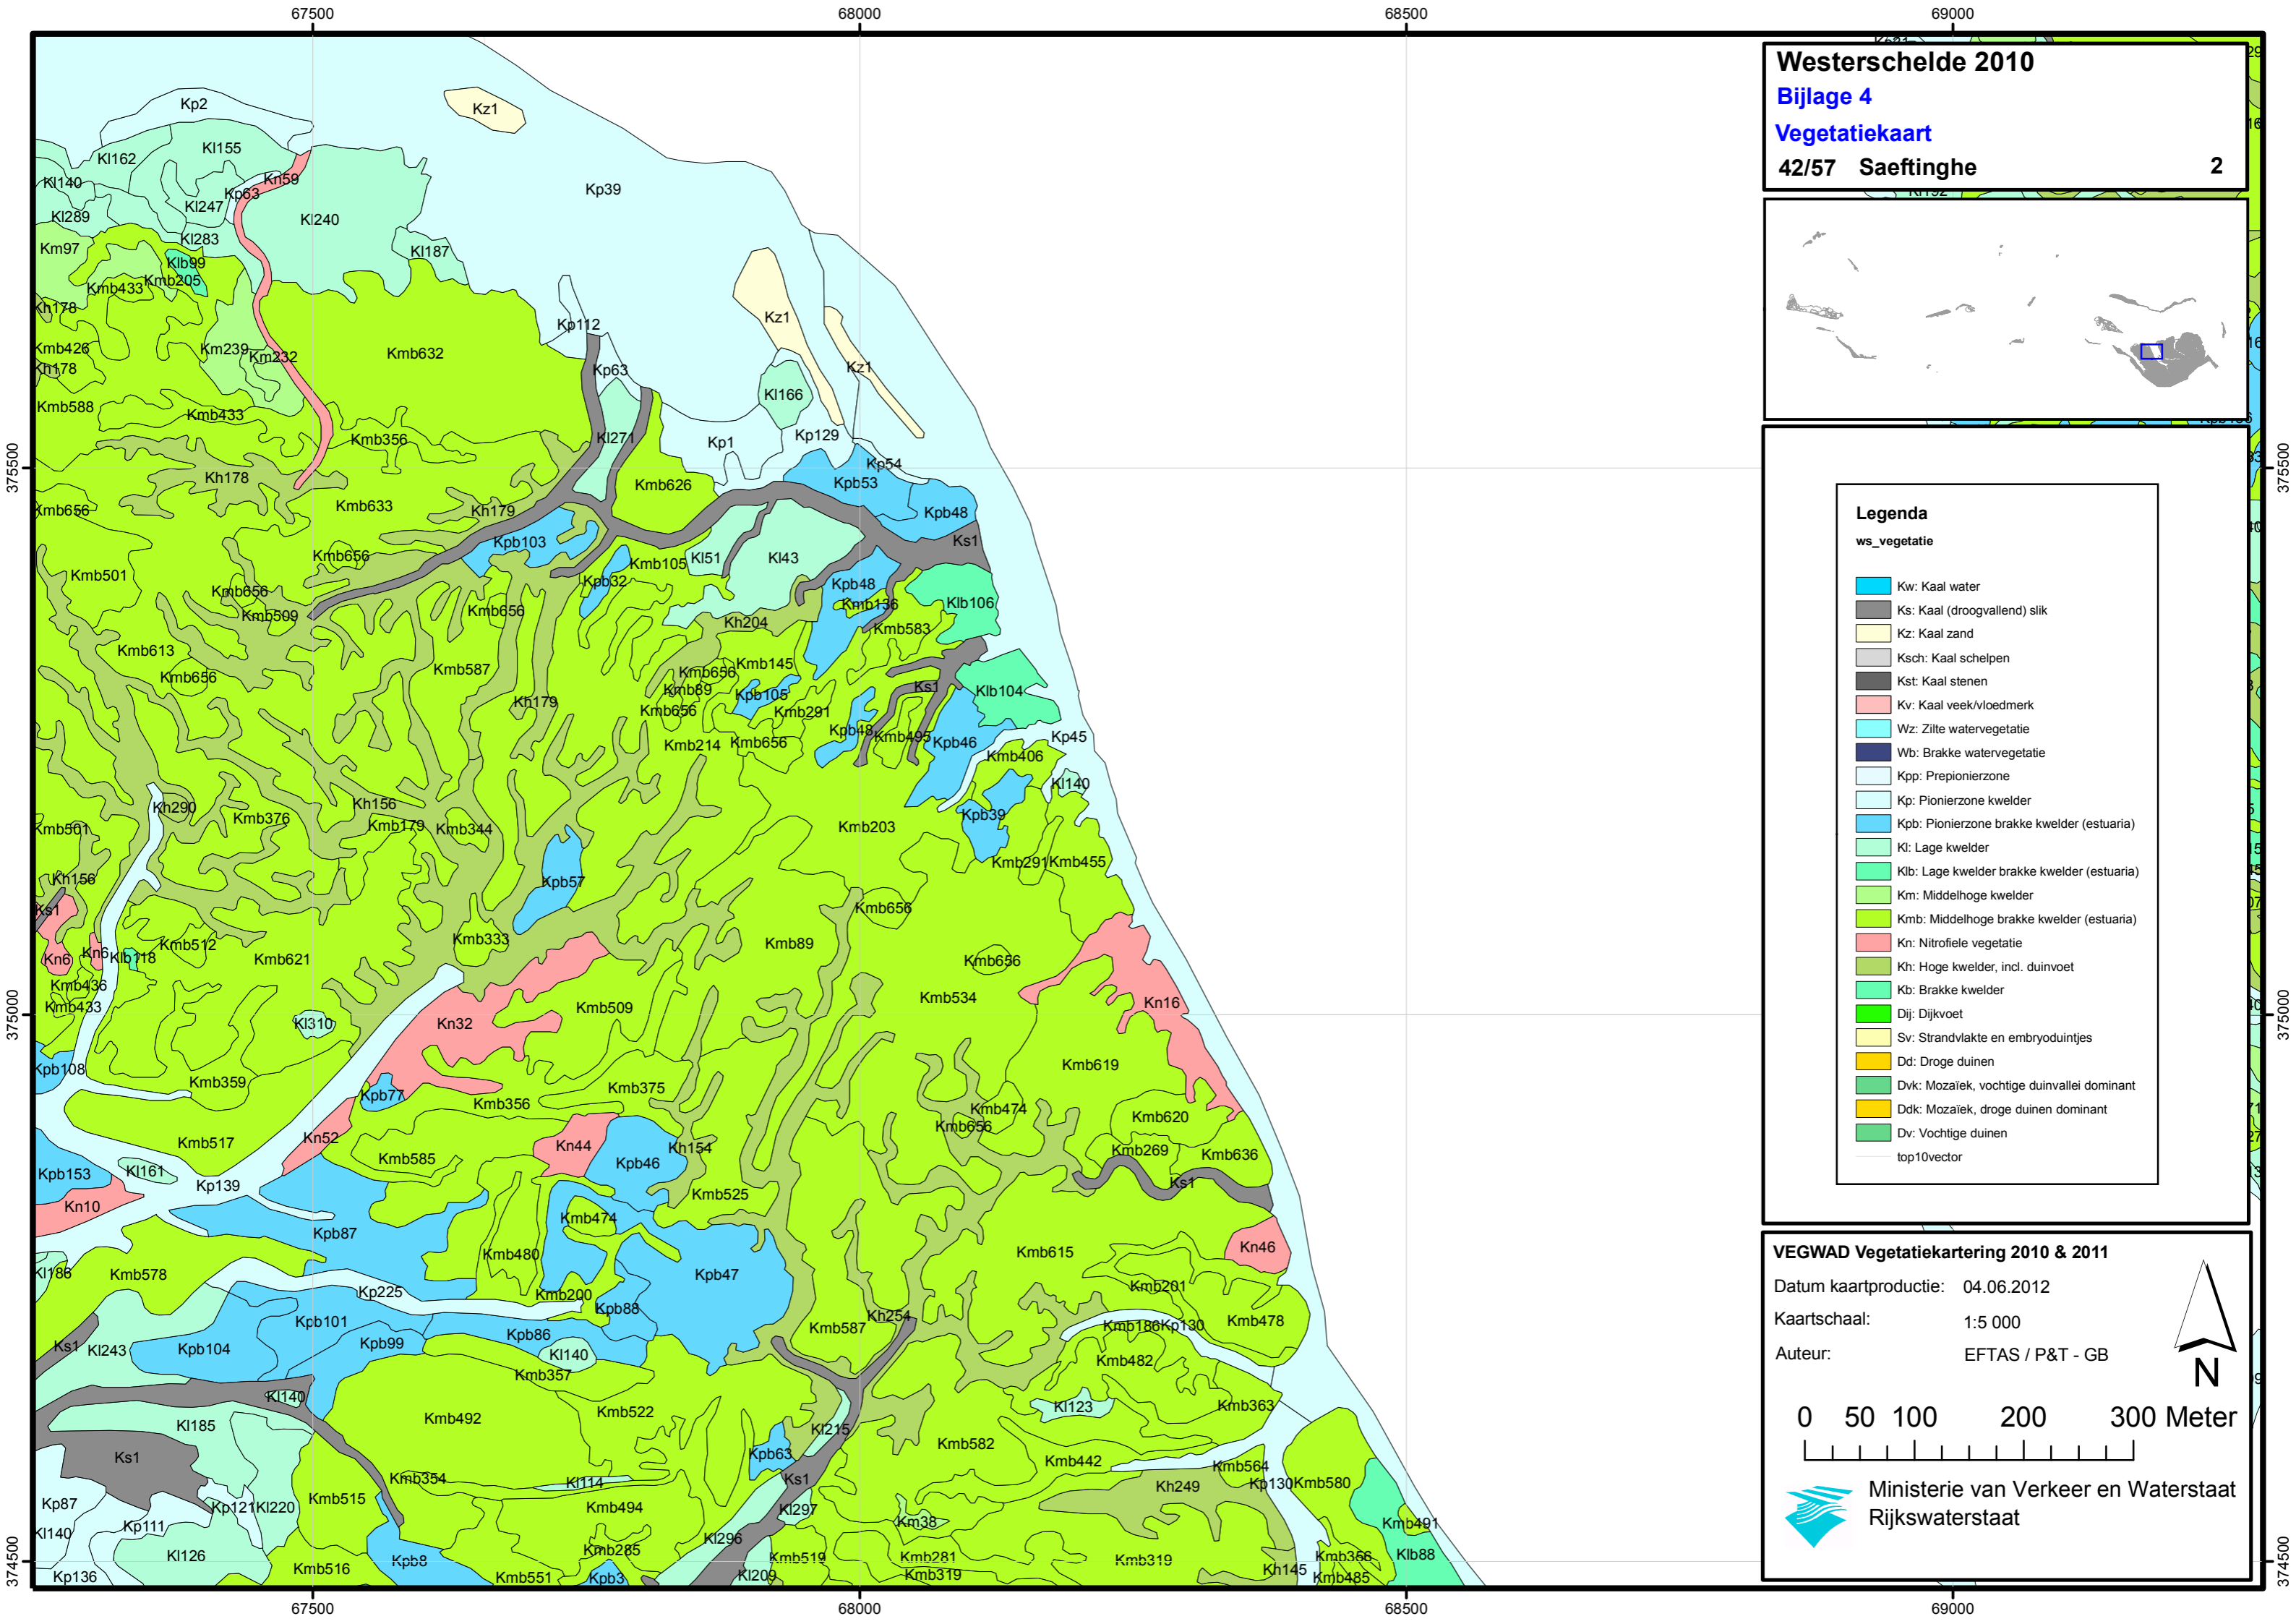 67500 68000 68500 69000
Westerschelde 2010
Bijlage 4
Vegetatiekaart
42/57 Saeftinghe 2
Kp2
Kz1
Kl162
Kl155
Kl140
Kn59
Kp63
Kp39
Kl289
Kl247
Kl240
Km97
Kl283
Kl187
Klb99
Kmb433
Kmb205
Kh178
Kz1
Kp112
Kmb426
Km239
Km232
Kmb632
Kh178
Kp63
Kz1
Kmb588
Kmb433
Kl166
Kmb356
Kl271
Kp1
Kp129
375500
Kh178
Kp54
Kmb626
Kpb53
375500
Kmb656
Kmb633
Kh179
Kpb48
Kpb103
Ks1
Kmb656
Kmb105
Kl51
Kl43
Kmb501
Kpb32
Kpb48
Kmb656
Kmb509
Kmb656
Kmb136
Klb106
Kh204
Kmb583
Kmb613
Kmb587
Kmb145
Kmb656
Kmb656
Kmb89
Kpb105
Ks1
Klb104
Kh179
Kmb656
Kmb291
Kpb48
Kmb495
Kpb46
Kp45
Kmb214
Kmb656
Kmb406
Kl140
Kh290
Kh156
Kmb376
Kmb179
Kmb344
Kmb203
Kpb39
Kmb501
Kmb291
Kmb455
Kh156
Kpb57
Ks1
Kmb656
Kmb512
Kmb333
Kmb89
Kn6
Kn6
Klb118
Kmb621
Kmb656
Kmb436
Kmb433
Kmb509
Kmb534
Kn16
375000
Kl310
Kn32
375000
Kpb108
Kmb359
Kpb77
Kmb375
Kmb619
Kmb356
Kmb474
Kmb620
Kmb656
Kmb517
Kn52
Kn44
Kh154
Kmb269
Kmb636
Kmb585
Kpb46
Kpb153
Kl161
Kp139
Ks1
Kn10
Kmb525
Kmb474
Kpb87
Kmb480
Kmb615
Kn46
Kl186
Kmb578
Kpb47
Kp225
Kmb200
Kmb201
Kpb88
Kpb101
Kh254
Kmb587
Kmb186
Kp130
Kmb478
Ks1
Kl243
Kpb104
Kpb99
Kpb86
Kl140
Kmb482
Kmb357
Kl140
Kl123
Kmb363
Kl185
Kmb492
Kmb522
Kl215
Kmb582
Ks1
Kpb63
Kmb442
Kmb354
Kl114
Ks1
Kmb564
Kp130
Kmb580
Kh249
Kp87
Kp121
Kl220
Kmb515
Kmb494
Kl297
Kl140
Kp111
Km38
Kmb491
Kl296
Kl126
Kpb8
Kmb285
Kmb519
Kmb281
Kmb319
Kmb356
Klb88
374500
Kp136
Kmb516
Kmb551
Kpb3
Kl209
Kmb319
Kh145
Kmb485
374500
Legenda
ws_vegetatie
Kw: Kaal water
Ks: Kaal (droogvallend) slik
Kz: Kaal zand
Ksch: Kaal schelpen
Kst: Kaal stenen
Kv: Kaal veek/vloedmerk
Wz: Zilte watervegetatie
Wb: Brakke watervegetatie
Kpp: Prepionierzone
Kp: Pionierzone kwelder
Kpb: Pionierzone brakke kwelder (estuaria)
Kl: Lage kwelder
Klb: Lage kwelder brakke kwelder (estuaria)
Km: Middelhoge kwelder
Kmb: Middelhoge brakke kwelder (estuaria)
Kn: Nitrofiele vegetatie
Kh: Hoge kwelder, incl. duinvoet
Kb: Brakke kwelder
Dij: Dijkvoet
Sv: Strandvlakte en embryoduintjes
Dd: Droge duinen
Dvk: Mozaïek, vochtige duinvallei dominant
Ddk: Mozaïek, droge duinen dominant
Dv: Vochtige duinen
top10vector
VEGWAD Vegetatiekartering 2010 & 2011
Datum kaartproductie: 04.06.2012
Kaartschaal: 1:5 000
Auteur: EFTAS / P&T - GB
N
0 50 100 200 300 Meter
Ministerie van Verkeer en Waterstaat
Rijkswaterstaat
67500 68000 68500 69000